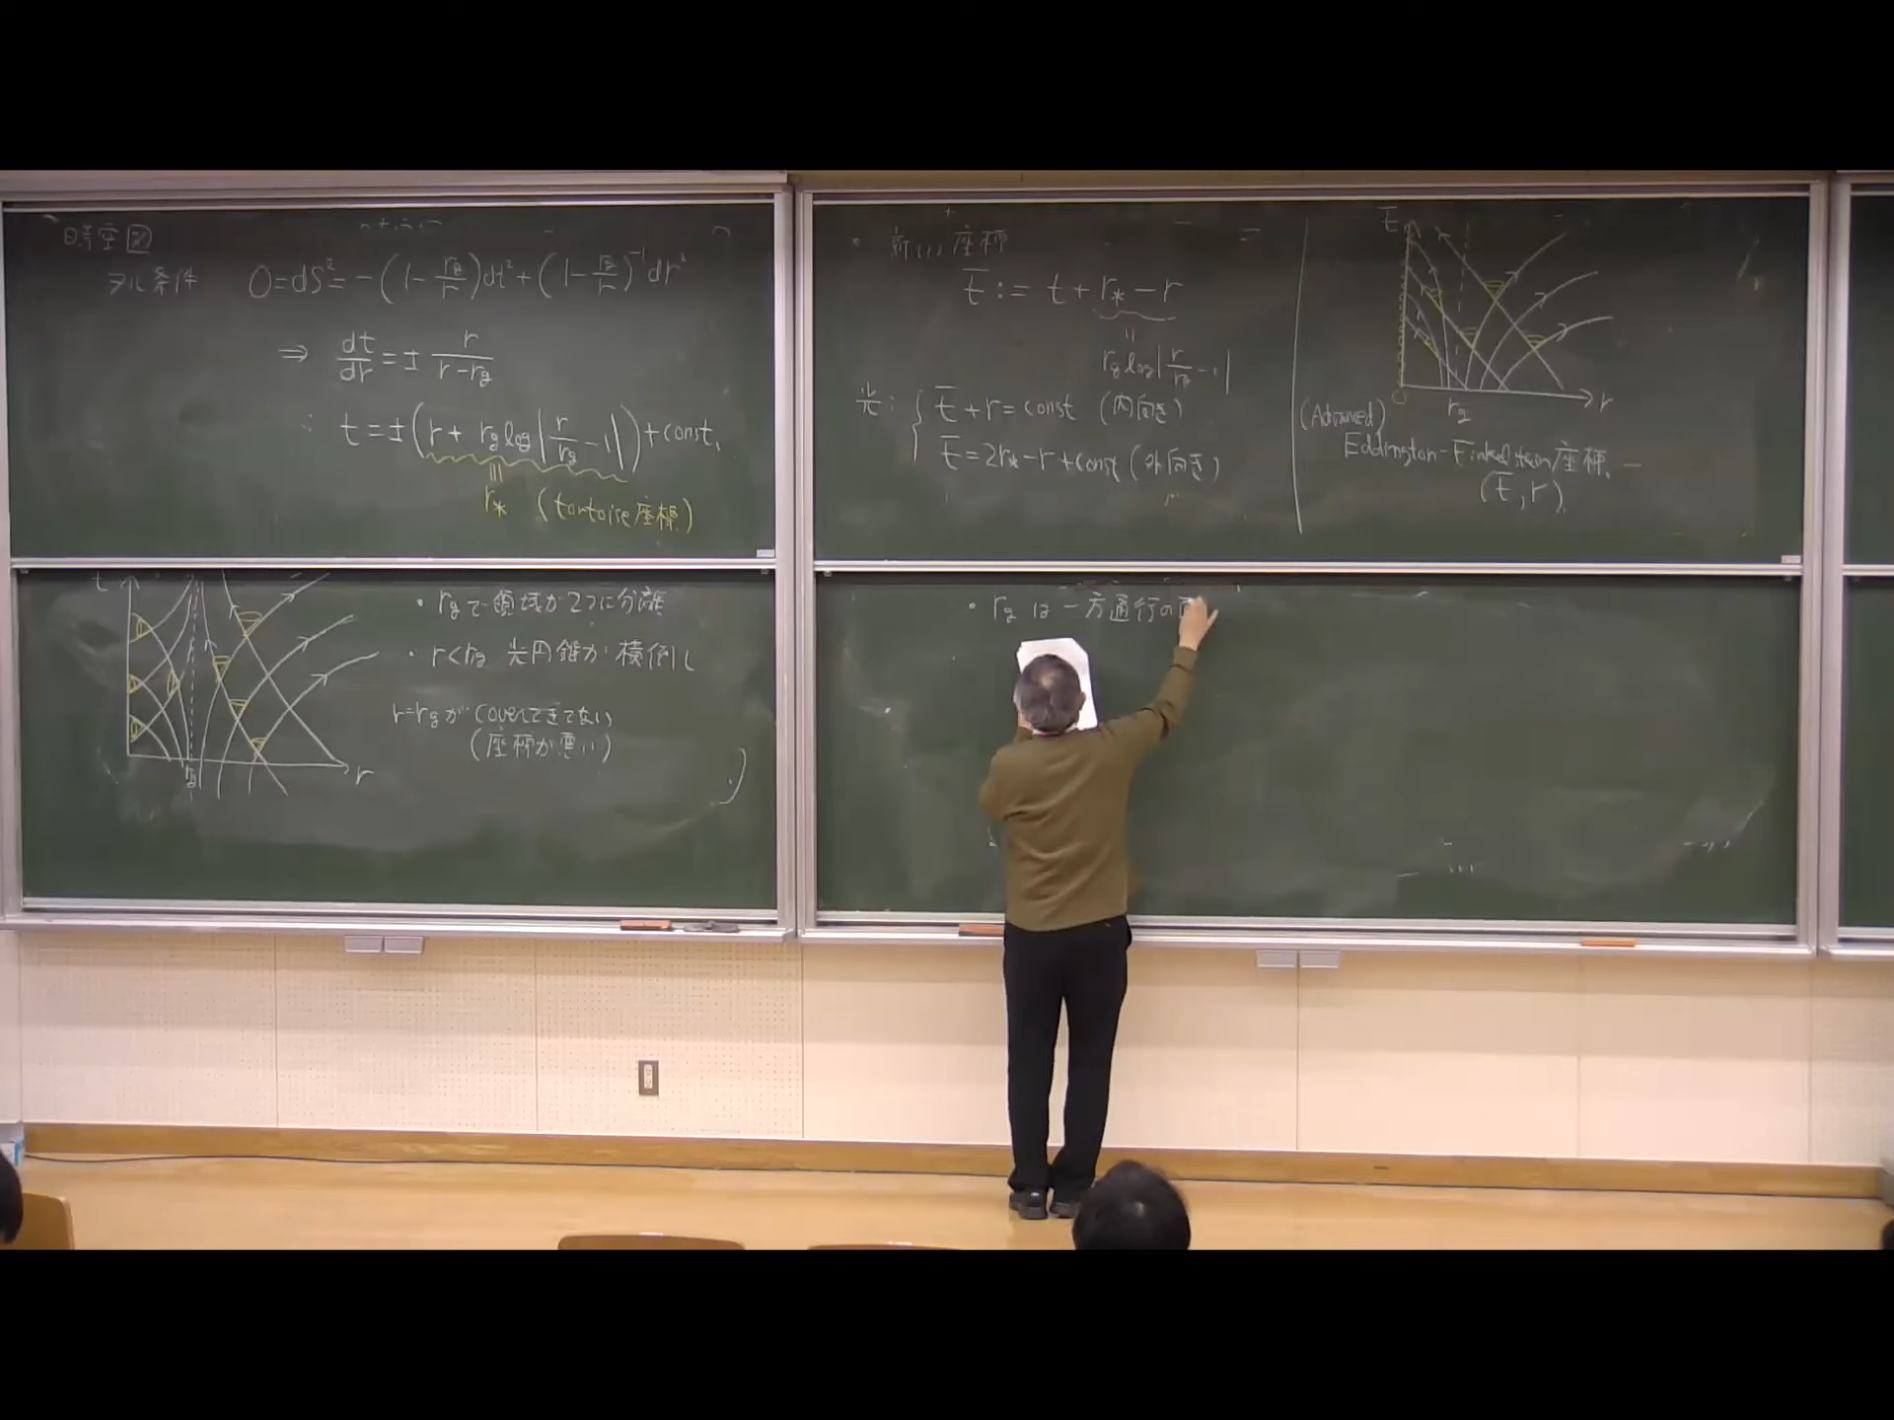 時空図
ヌル条件 0=ds²=-(1-rg/r)dt²+(1-rg/r)⁻¹dr²
⇒ dt/dr=± r/(r-rg)
∴ t=±(r+rg log|r/rg -1|)+const.
≡
r* (tortoise座標)
t
r
rg
・rgで領域が2つに分離
・r<rg 光円錐が横倒し
r=rgがcoverできてない
(座標が悪い)
・新しい座標
t̄:=t+r*-r
=
rg log|r/rg -1|
光: { t̄+r=const (内向き)
t̄=2r*-r+const (外向き)
t̄
0
rg
r
(Advanced)
Eddington-Finkelstein座標.
(t̄,r)
・rgは一方通行の